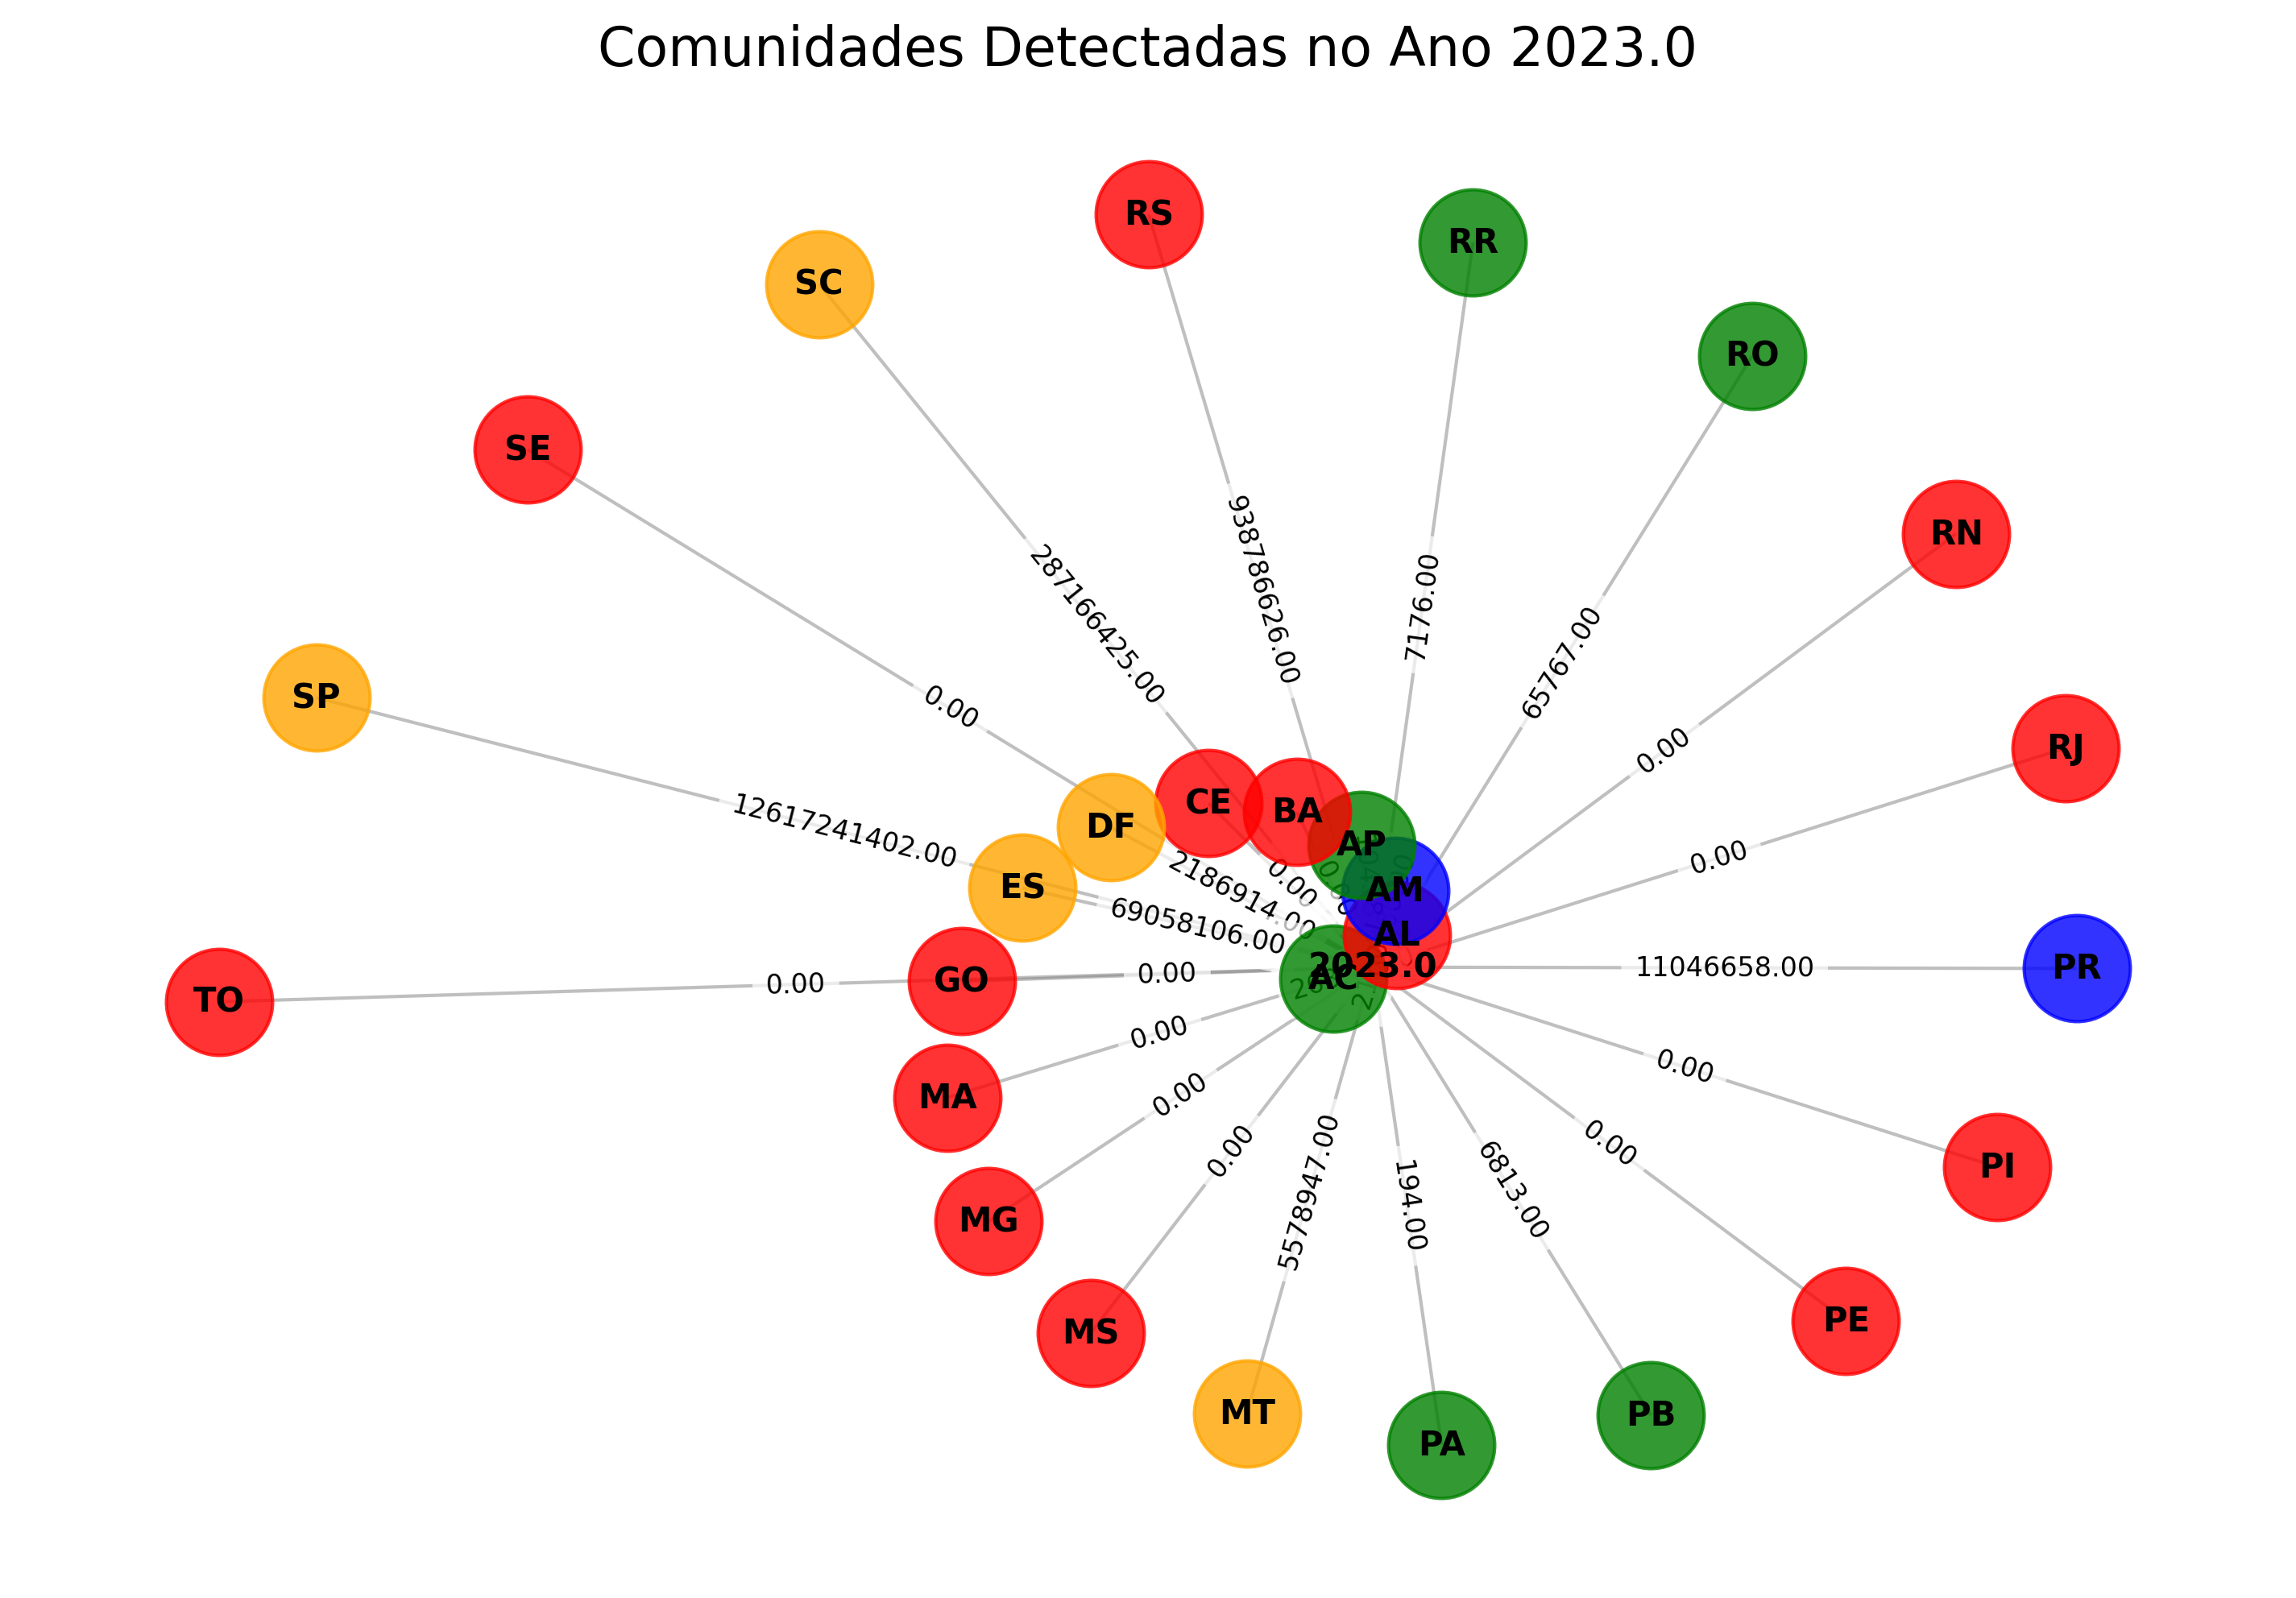 Comunidades Detectadas no Ano 2023.0
RS
RR
SC
RO
SE
RN
93878626.00
287166425.00
7176.00
65767.00
SP
0.00
0.00
RJ
CE
BA
DF
AP
12617241402.00
0.00
ES
2186914.00
0.00
AM
69058106.00
AL
2023.0
AC
GO
0.00
11046658.00
PR
TO
0.00
0.00
MA
0.00
0.00
0.00
0.00
5578947.00
194.00
6813.00
PI
MG
MS
PE
MT
PB
PA